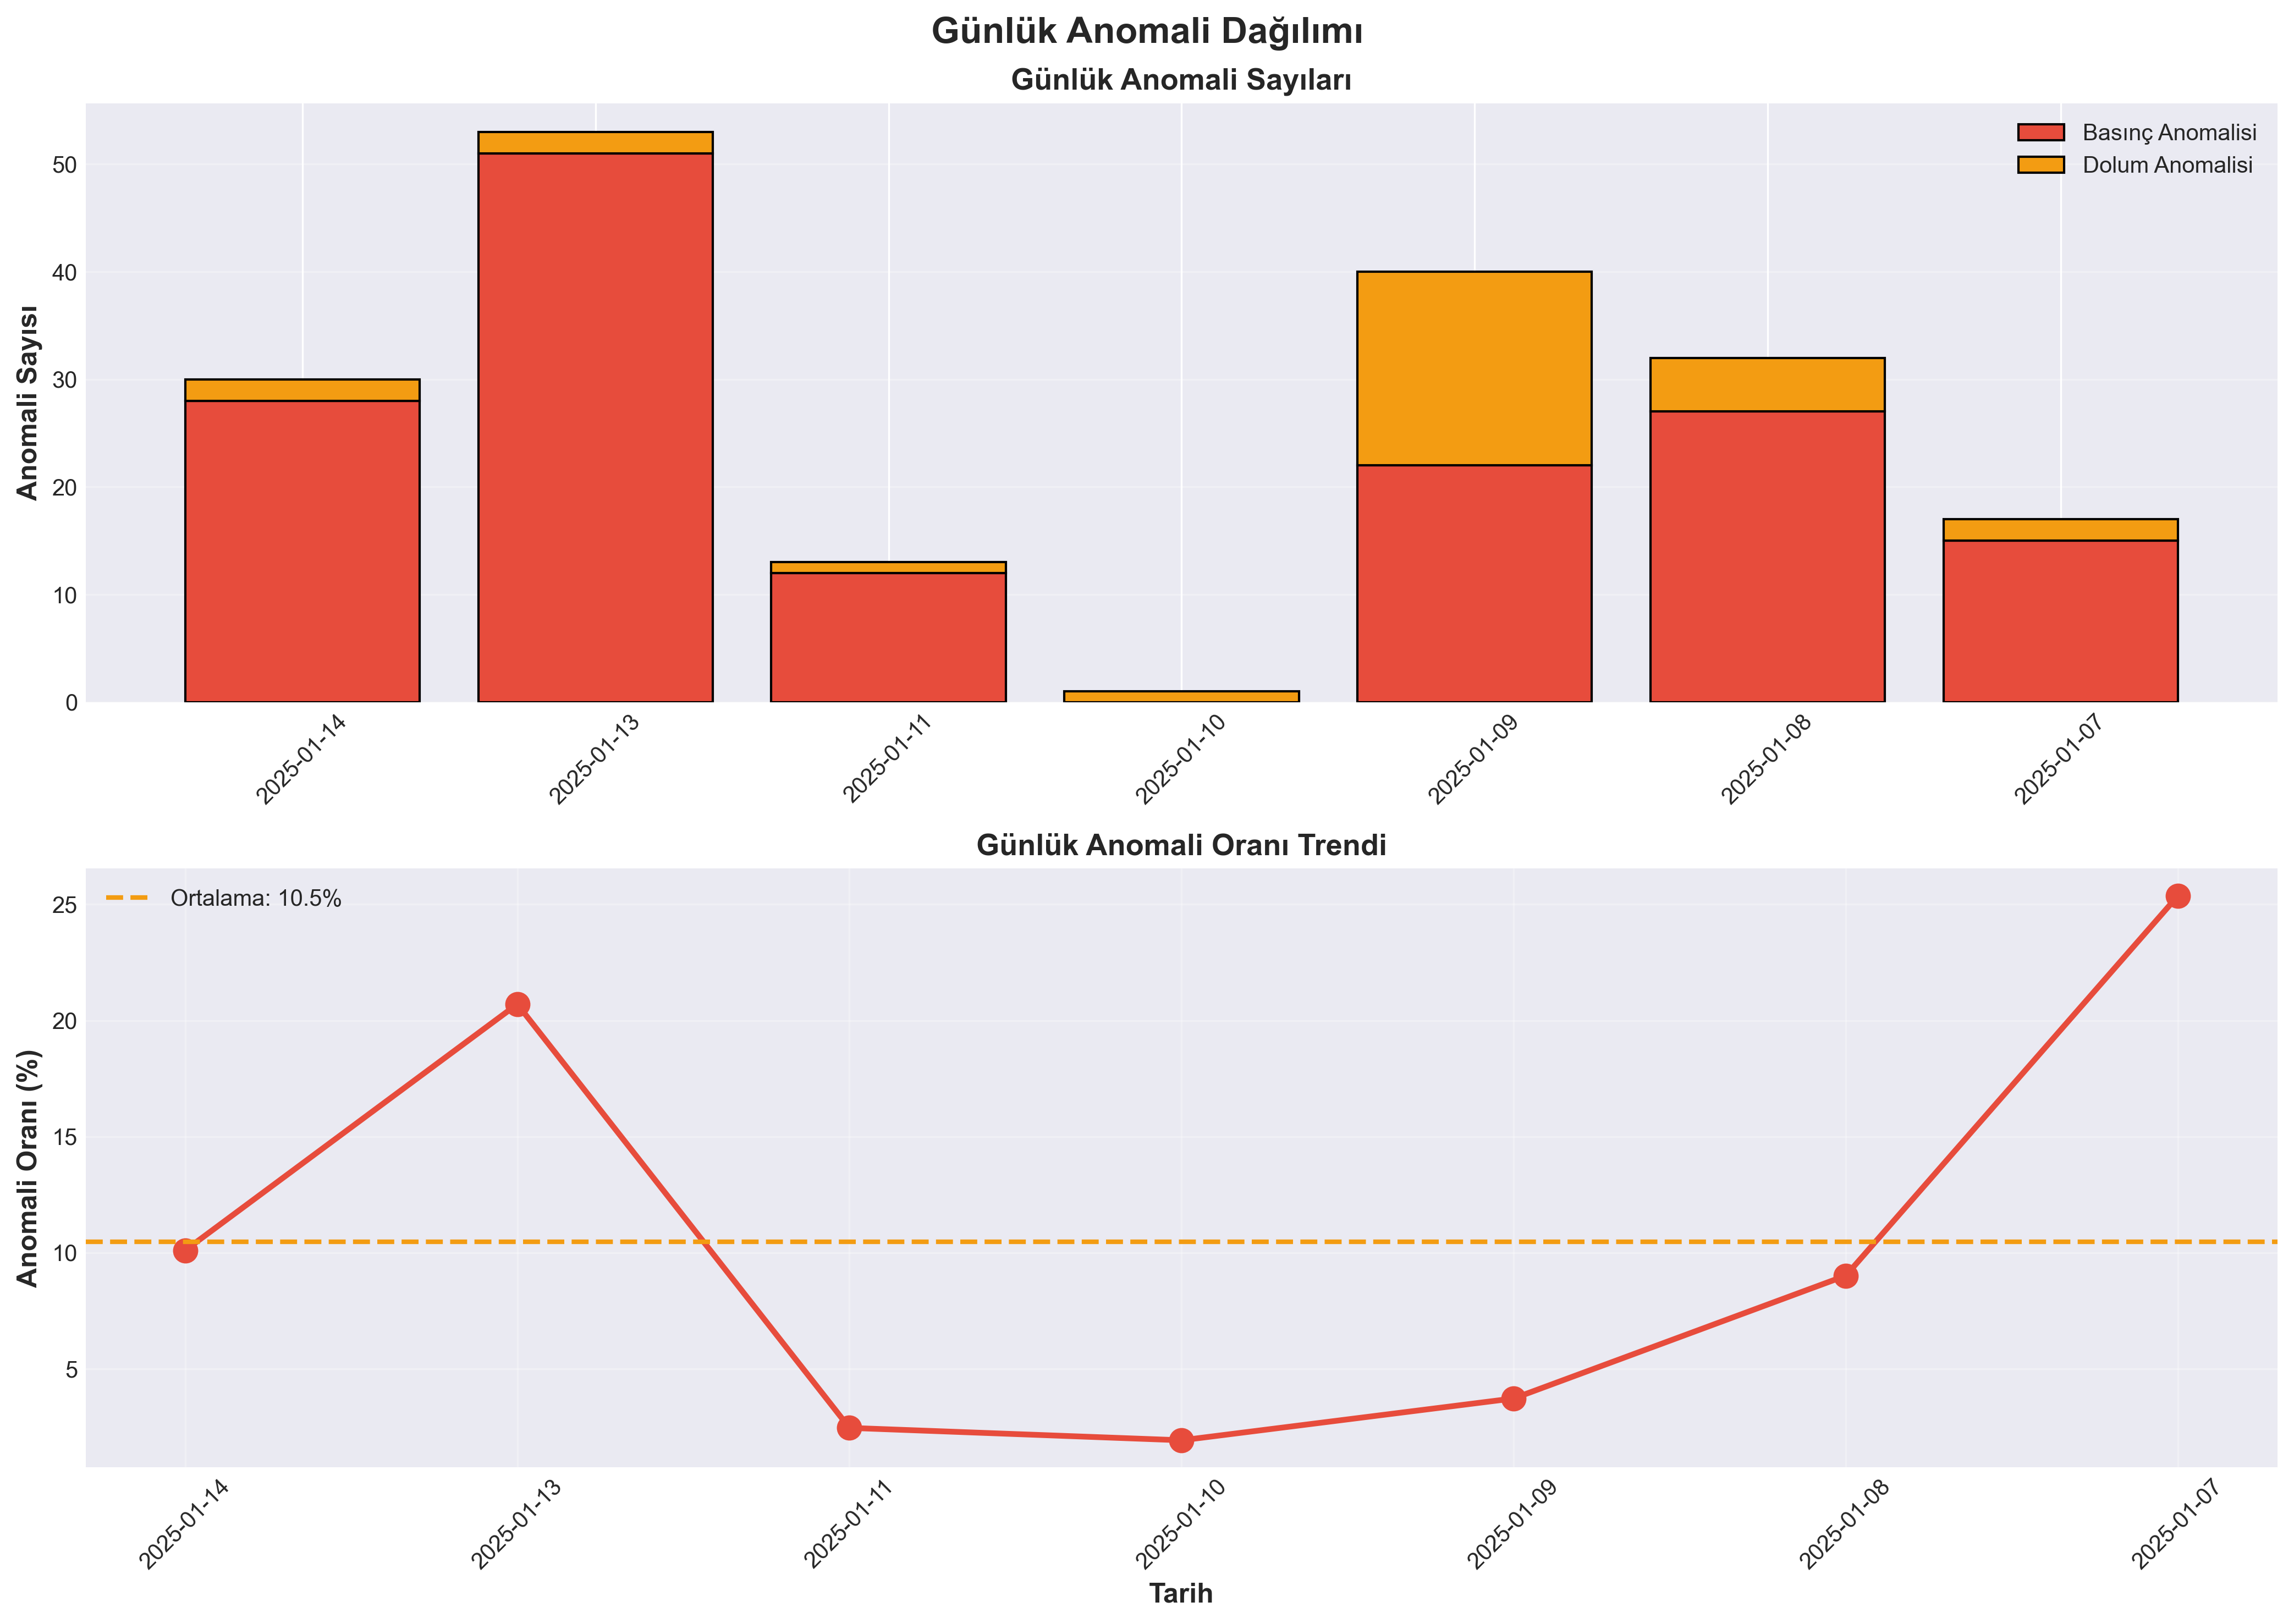 Günlük Anomali Dağılımı
Günlük Anomali Sayıları
Anomali Sayısı
50
40
30
20
10
0
Basınç Anomalisi
Dolum Anomalisi
2025-01-14
2025-01-13
2025-01-11
2025-01-10
2025-01-09
2025-01-08
2025-01-07
Günlük Anomali Oranı Trendi
Anomali Oranı (%)
25
20
15
10
5
Ortalama: 10.5%
2025-01-14
2025-01-13
2025-01-11
2025-01-10
2025-01-09
2025-01-08
2025-01-07
Tarih